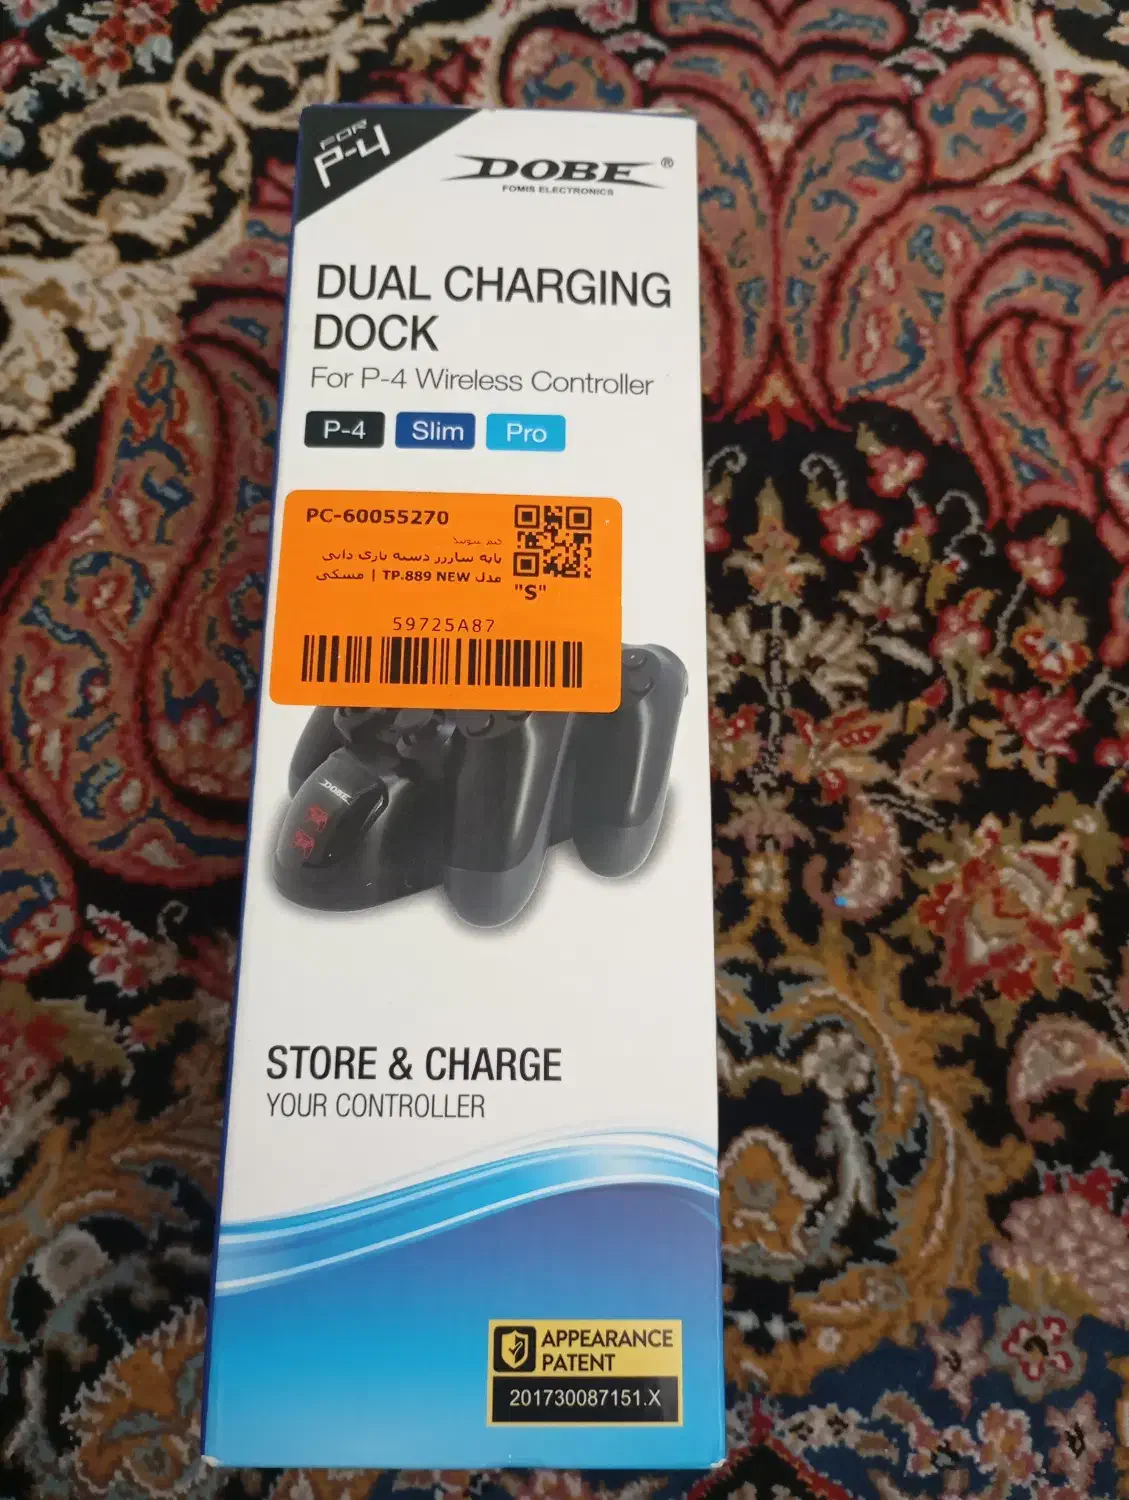 FOR
P-4
DOBE®
FOMIS ELECTRONICS
DUAL CHARGING
DOCK
For P-4 Wireless Controller
P-4 Slim Pro
PC-60055270
پایه شارژر دسته بازی دابی
مدل TP.889 NEW | مشکی
"S"
59725A87
DOBE
STORE & CHARGE
YOUR CONTROLLER
APPEARANCE
PATENT
201730087151.X